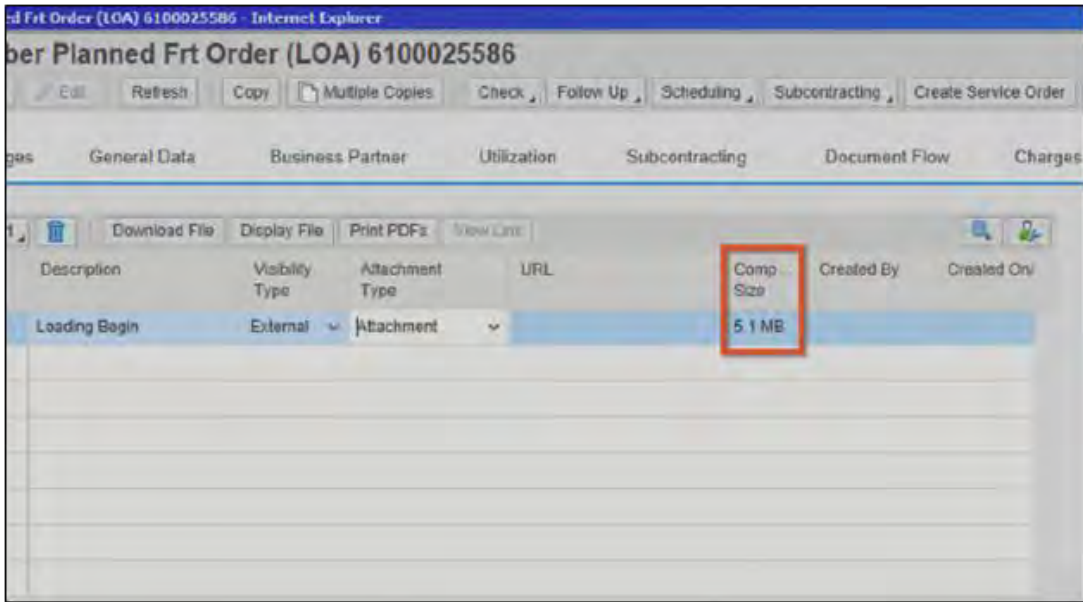 ed Frt Order (LOA) 6100025586 - Internet Explorer
ber Planned Frt Order (LOA) 6100025586
Edit Refresh Copy Multiple Copies Check Follow Up Scheduling Subcontracting Create Service Order
ges General Data Business Partner Utilization Subcontracting Document Flow Charges
Download File Display File Print PDFs View Link
Description Visibility Attachment URL Comp... Created By Created On/
Type Type Size
Loading Begin External Attachment 5.1 MB